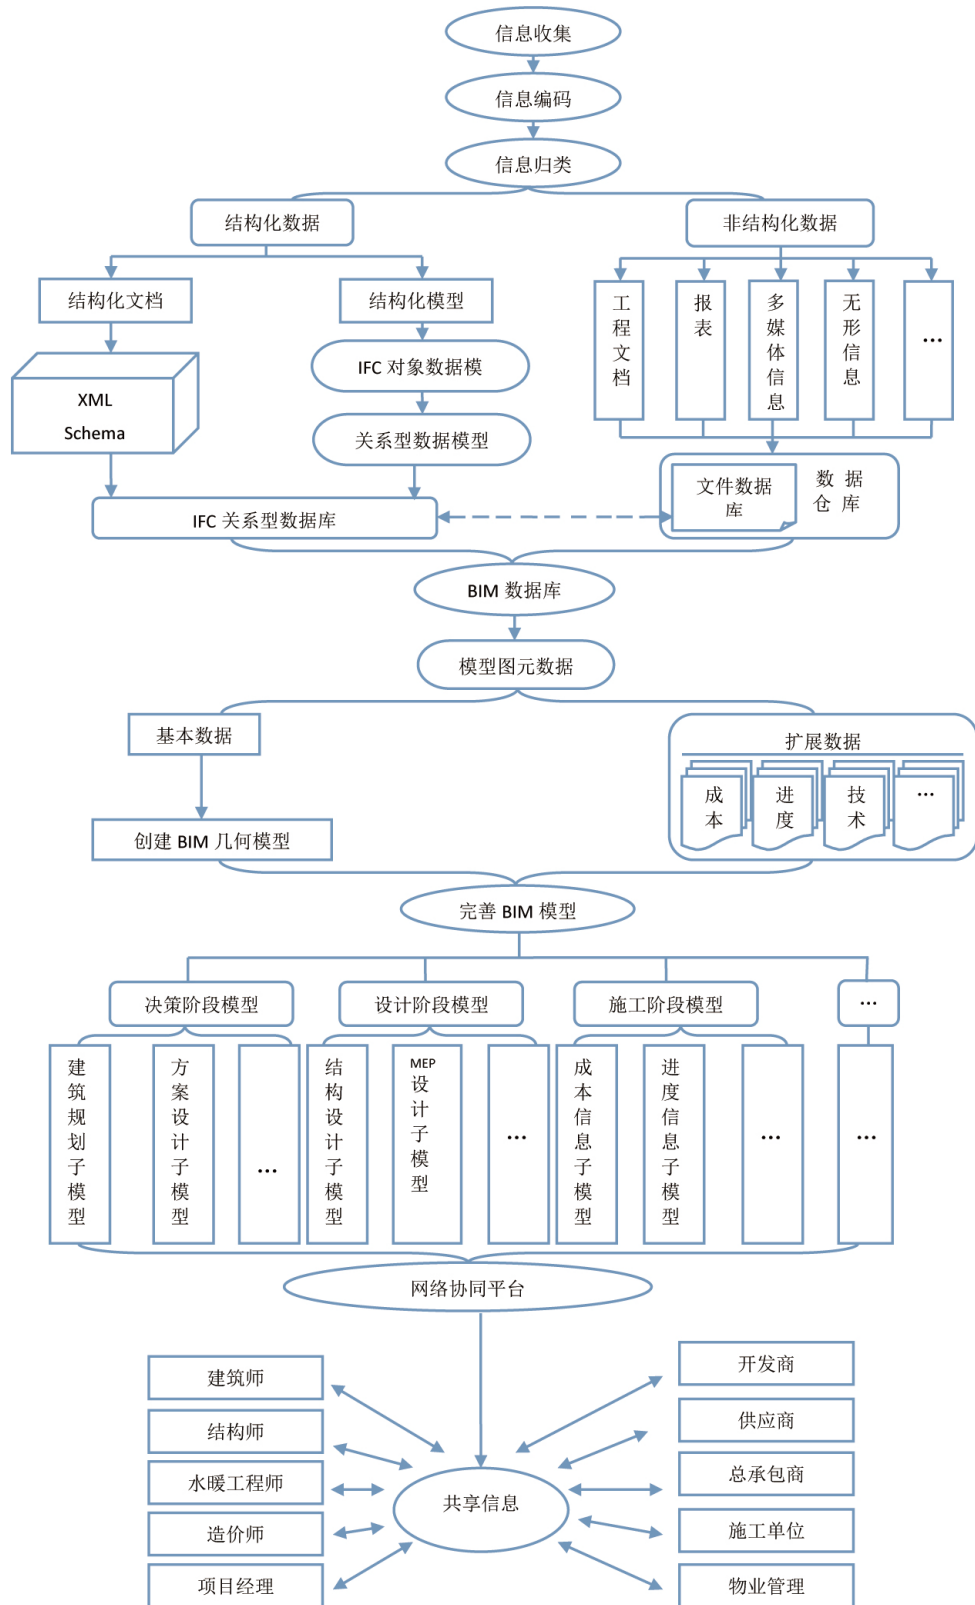 信息收集
信息编码
信息归类
结构化数据
非结构化数据
结构化文档
结构化模型
工程文档
报表
多媒体信息
无形信息
…
XML
Schema
IFC 对象数据模
关系型数据模型
IFC 关系型数据库
文件数据
库
数 据
仓 库
BIM 数据库
模型图元数据
基本数据
扩展数据
成本
进度
技术
…
创建 BIM 几何模型
完善 BIM 模型
决策阶段模型
设计阶段模型
施工阶段模型
…
建筑规划子模型
方案设计子模型
…
结构设计子模型
MEP设计子模型
…
成本信息子模型
进度信息子模型
…
…
网络协同平台
建筑师
结构师
水暖工程师
造价师
项目经理
共享信息
开发商
供应商
总承包商
施工单位
物业管理